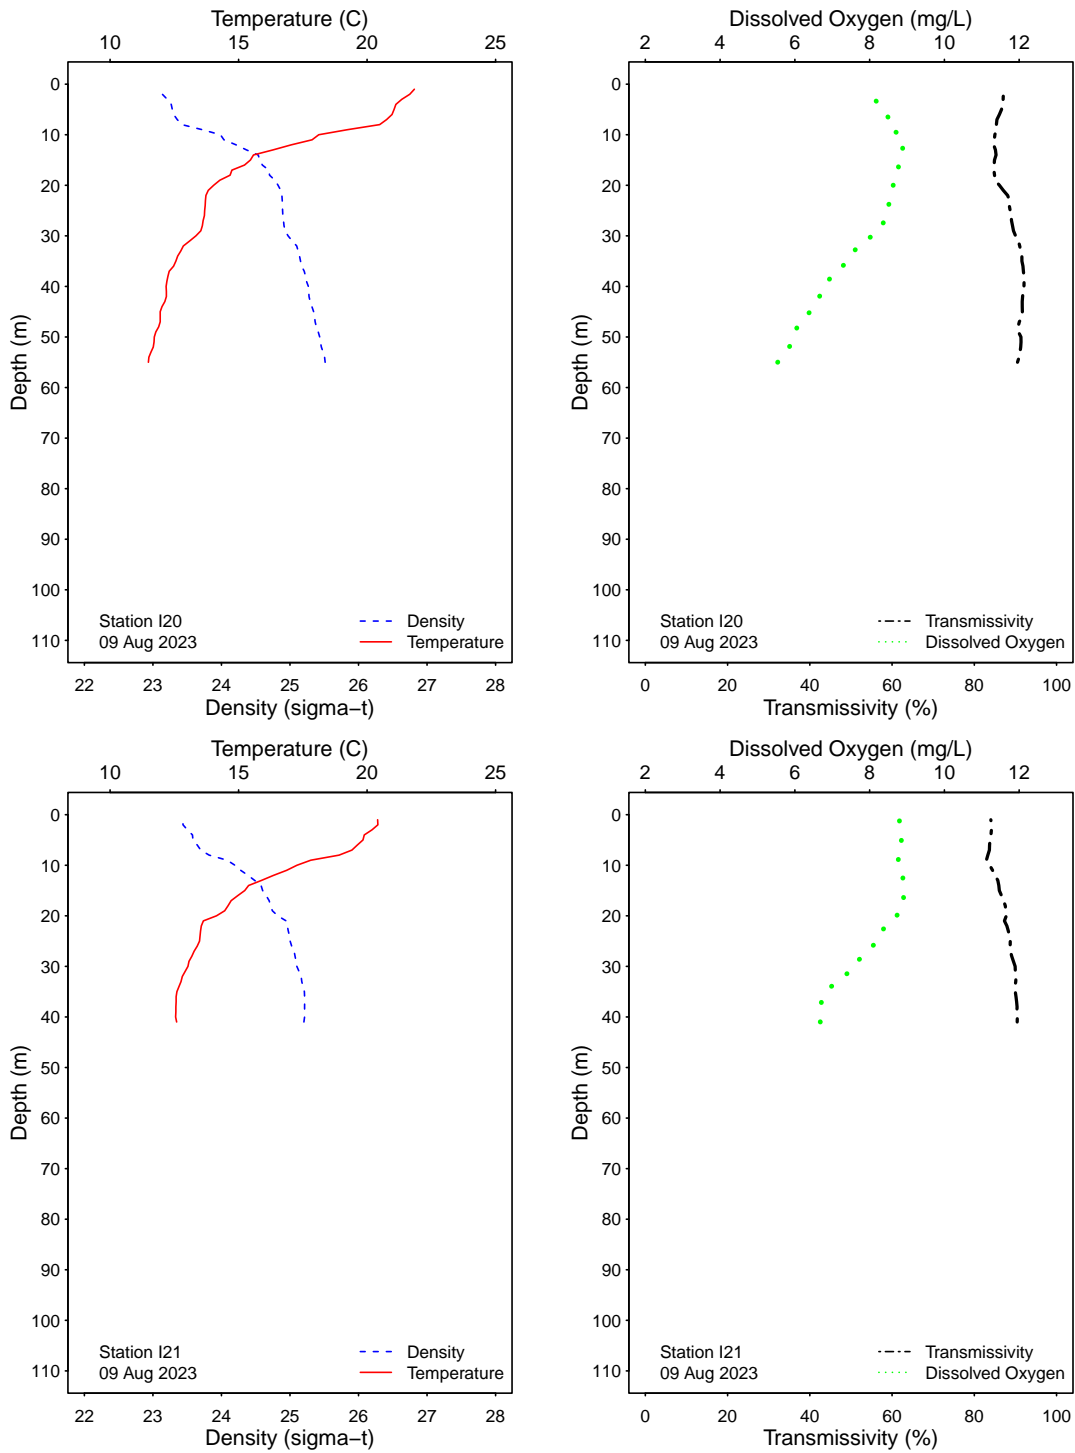 Temperature (C)
10 15 20 25
0
10
20
30
40
50
60
70
80
90
100
110
Depth (m)
Station I20
09 Aug 2023
Density
Temperature
22 23 24 25 26 27 28
Density (sigma−t)
Dissolved Oxygen (mg/L)
2 4 6 8 10 12
0
10
20
30
40
50
60
70
80
90
100
110
Depth (m)
Station I20
09 Aug 2023
Transmissivity
Dissolved Oxygen
0 20 40 60 80 100
Transmissivity (%)
Temperature (C)
10 15 20 25
0
10
20
30
40
50
60
70
80
90
100
110
Depth (m)
Station I21
09 Aug 2023
Density
Temperature
22 23 24 25 26 27 28
Density (sigma−t)
Dissolved Oxygen (mg/L)
2 4 6 8 10 12
0
10
20
30
40
50
60
70
80
90
100
110
Depth (m)
Station I21
09 Aug 2023
Transmissivity
Dissolved Oxygen
0 20 40 60 80 100
Transmissivity (%)